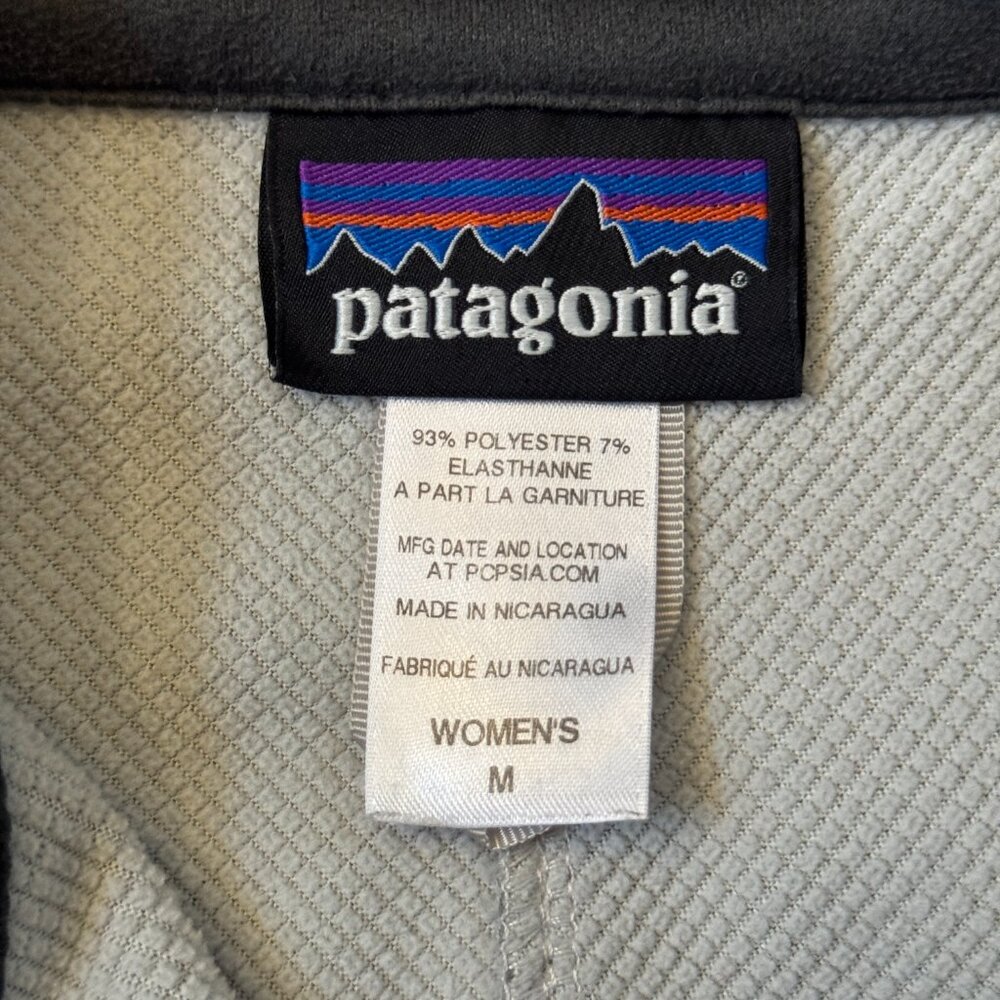 patagonia®
93% POLYESTER 7%
ELASTHANNE
A PART LA GARNITURE
MFG DATE AND LOCATION
AT PCPSIA.COM
MADE IN NICARAGUA
FABRIQUÉ AU NICARAGUA
WOMEN'S
M